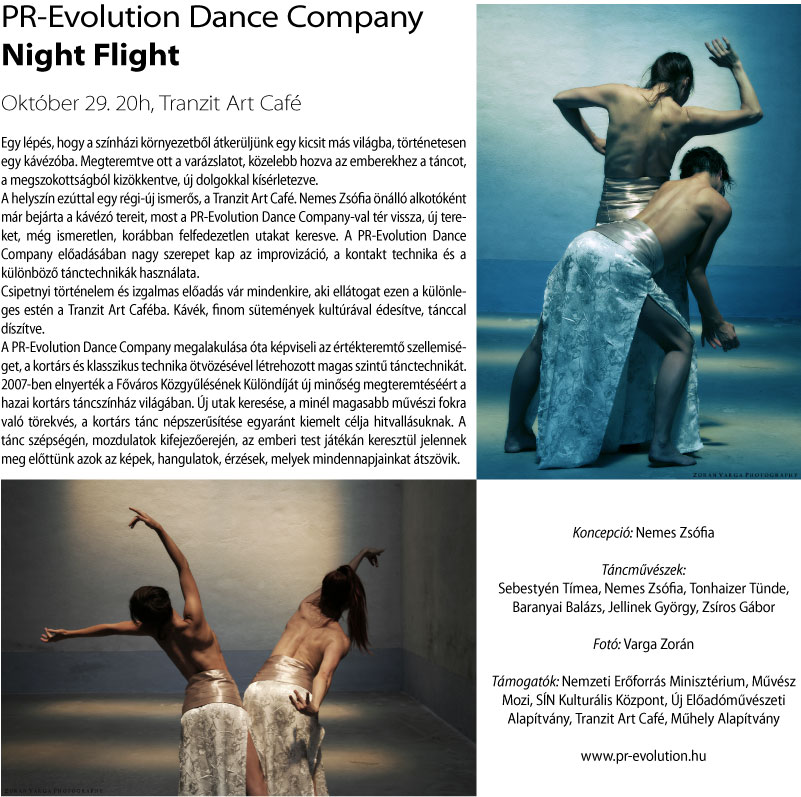 PR-Evolution Dance Company
Night Flight
Október 29. 20h, Tranzit Art Café
Egy lépés, hogy a színházi környezetből átkerüljünk egy kicsit más világba, történetesen
egy kávézóba. Megteremtve ott a varázslatot, közelebb hozva az emberekhez a táncot,
a megszokottságból kizökkentve, új dolgokkal kísérletezve.
A helyszín ezúttal egy régi-új ismerős, a Tranzit Art Café. Nemes Zsófia önálló alkotóként
már bejárta a kávézó tereit, most a PR-Evolution Dance Company-val tér vissza, új tere-
ket, még ismeretlen, korábban felfedezetlen utakat keresve. A PR-Evolution Dance
Company előadásában nagy szerepet kap az improvizáció, a kontakt technika és a
különböző tánctechnikák használata.
Csipetnyi történelem és izgalmas előadás vár mindenkire, aki ellátogat ezen a különle-
ges estén a Tranzit Art Caféba. Kávék, finom sütemények kultúrával édesítve, tánccal
díszítve.
A PR-Evolution Dance Company megalakulása óta képviseli az értékteremtő szellemisé-
get, a kortárs és klasszikus technika ötvözésével létrehozott magas szintű tánctechnikát.
2007-ben elnyerték a Főváros Közgyűlésének Különdíját új minőség megteremtéséért a
hazai kortárs táncszínház világában. Új utak keresése, a minél magasabb művészi fokra
való törekvés, a kortárs tánc népszerűsítése egyaránt kiemelt célja hitvallásuknak. A
tánc szépségén, mozdulatok kifejezőerején, az emberi test játékán keresztül jelennek
meg előttünk azok az képek, hangulatok, érzések, melyek mindennapjainkat átszövik.
ZORAN VARGA PHOTOGRAPHY
ZORAN VARGA PHOTOGRAPHY
Koncepció: Nemes Zsófia
Táncművészek:
Sebestyén Tímea, Nemes Zsófia, Tonhaizer Tünde,
Baranyai Balázs, Jellinek György, Zsíros Gábor
Fotó: Varga Zorán
Támogatók: Nemzeti Erőforrás Minisztérium, Művész
Mozi, SÍN Kulturális Központ, Új Előadóművészeti
Alapítvány, Tranzit Art Café, Műhely Alapítvány
www.pr-evolution.hu